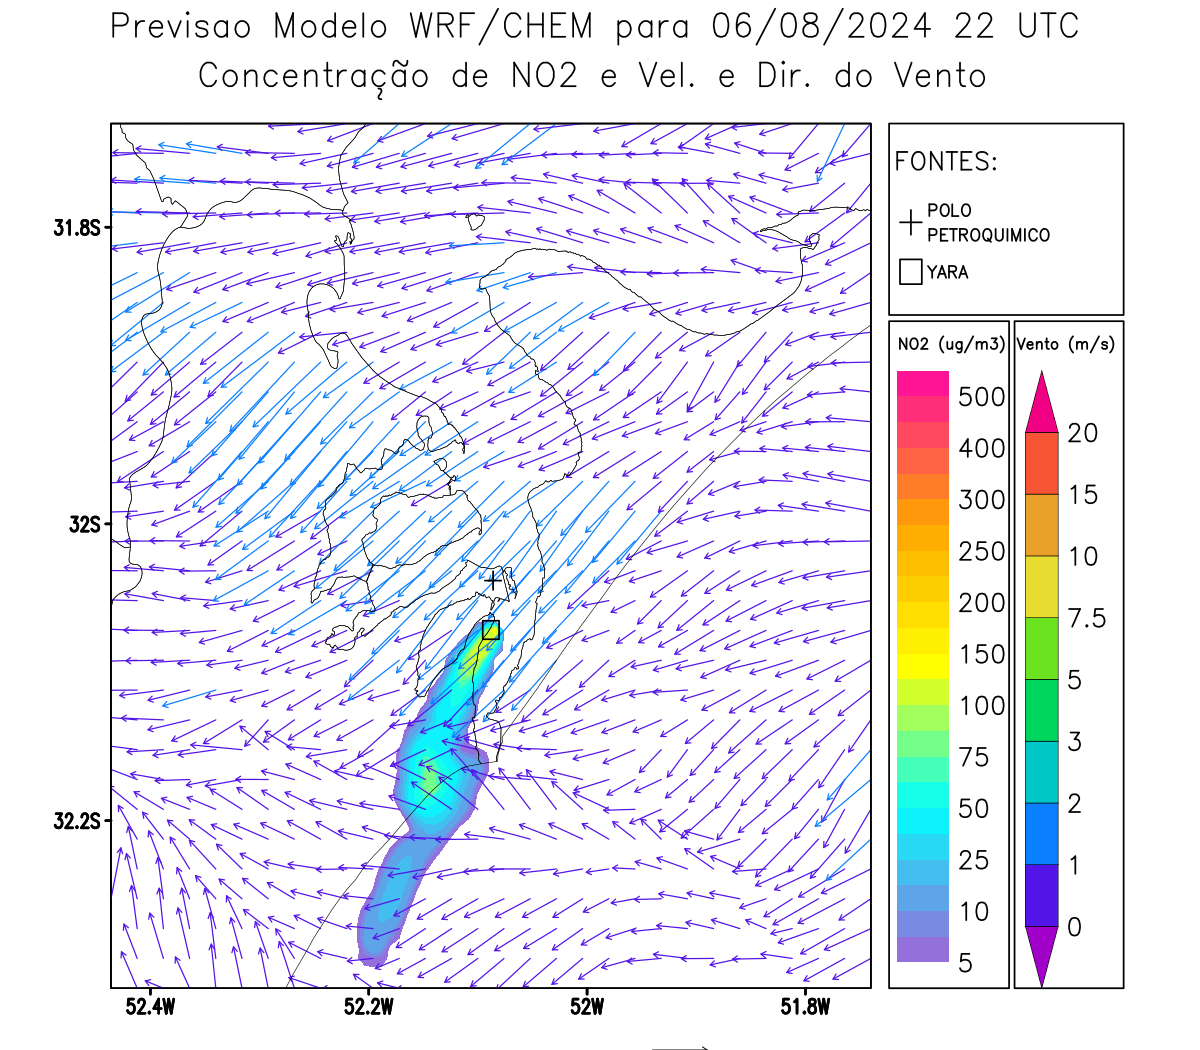 Previsao Modelo WRF/CHEM para 06/08/2024 22 UTC
Concentração de NO2 e Vel. e Dir. do Vento
FONTES:
POLO
PETROQUIMICO
YARA
NO2 (ug/m3)
500
400
300
250
200
150
100
75
50
25
10
5
Vento (m/s)
20
15
10
7.5
5
3
2
1
0
31.8S
32S
32.2S
52.4W
52.2W
52W
51.8W